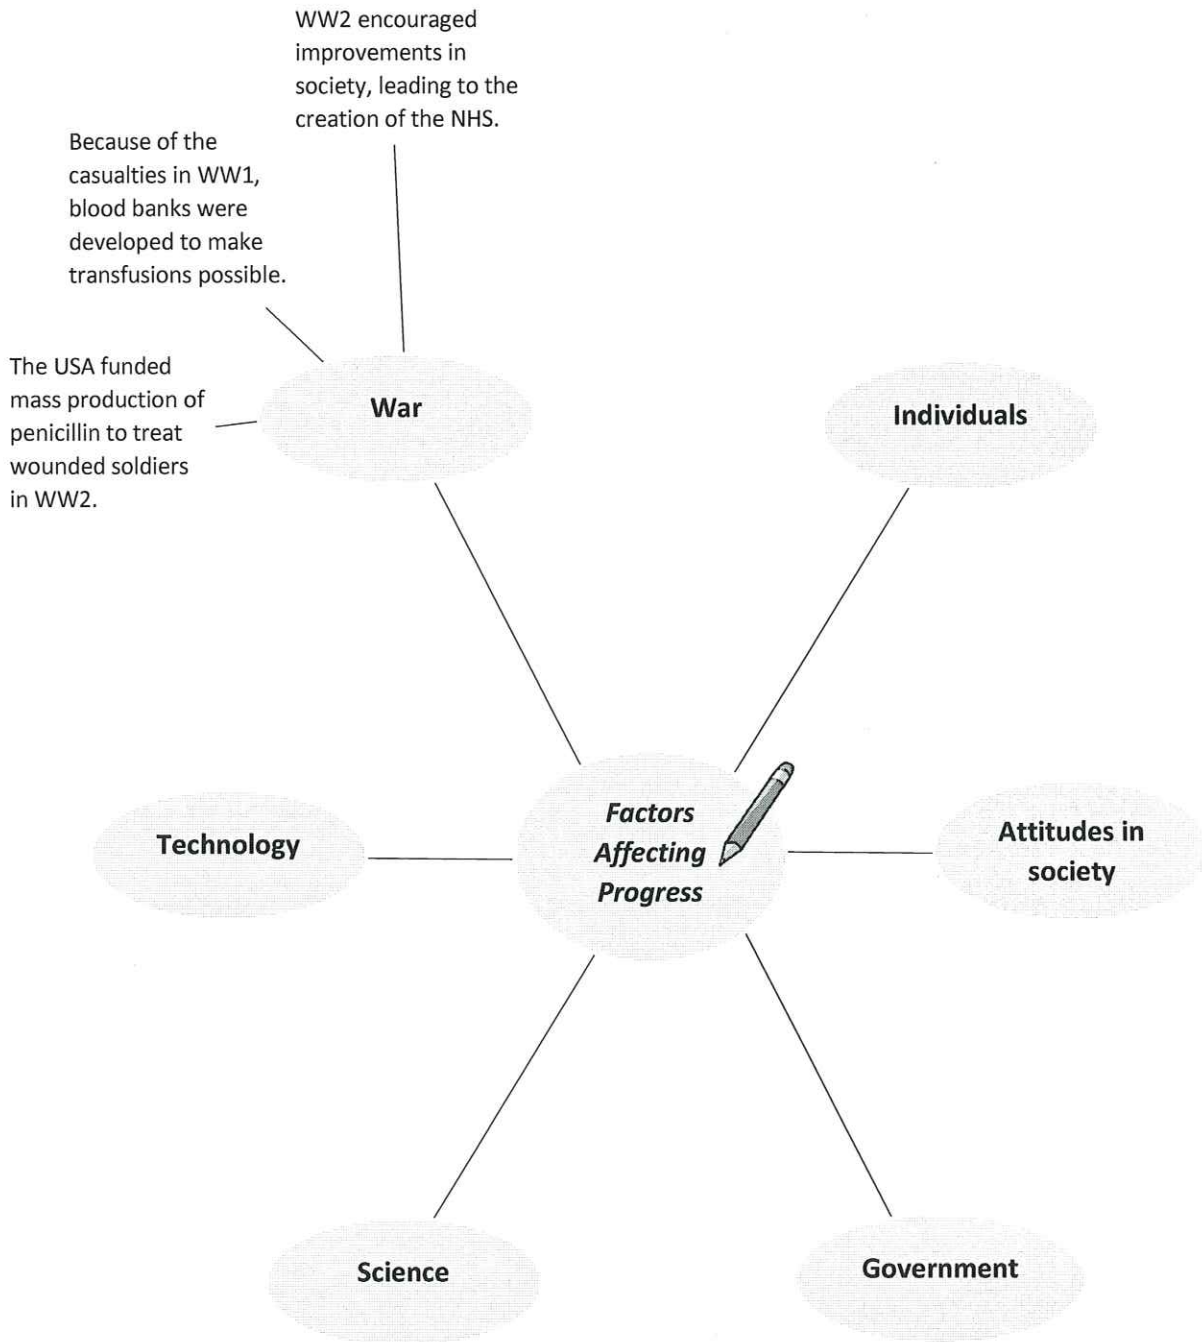 WW2 encouraged
improvements in
society, leading to the
creation of the NHS.
Because of the
casualties in WW1,
blood banks were
developed to make
transfusions possible.
The USA funded
mass production of
penicillin to treat
wounded soldiers
in WW2.
War
Individuals
Factors
Affecting
Progress
Technology
Attitudes in
society
Science
Government